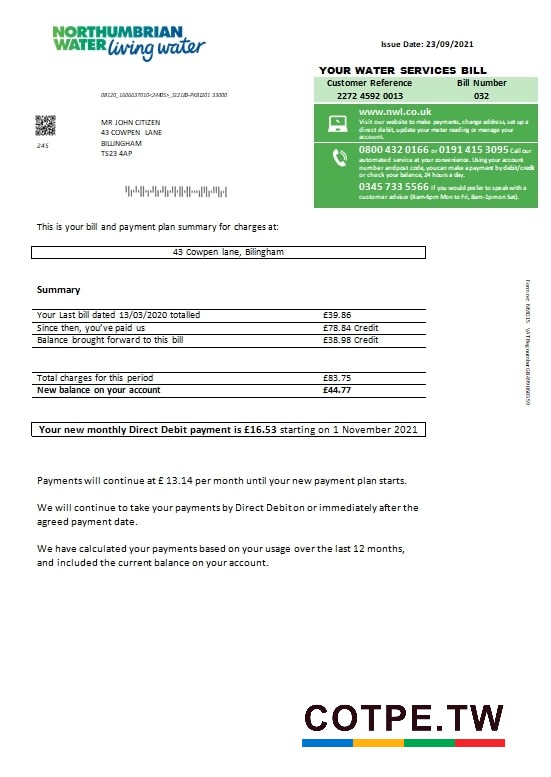 NORTHUMBRIAN
WATER living water
Issue Date: 23/09/2021
YOUR WATER SERVICES BILL
Customer Reference Bill Number
2272 4592 0013 032
www.nwl.co.uk
Visit our website to make payments, change address, set up a
direct debit, update your meter reading or manage your
account.
0800 432 0166 or 0191 415 3095 Call our
automated service at your convenience. Using your account
number and post code, you can make a payment by debit/credit
or check your balance, 24 hours a day.
0345 733 5566 If you would prefer to speak with a
customer advisor (8am-6pm Mon to Fri, 8am-1pm on Sat).
245
MR JOHN CITIZEN
43 COWPEN LANE
BILLINGHAM
TS23 4AP
This is your bill and payment plan summary for charges at:
43 Cowpen lane, Bilingham
Summary
Your Last bill dated 13/03/2020 totalled £39.86
Since then, you've paid us £78.84 Credit
Balance brought forward to this bill £38.98 Credit
Total charges for this period £83.75
New balance on your account £44.77
Your new monthly Direct Debit payment is £16.53 starting on 1 November 2021
Payments will continue at £ 13.14 per month until your new payment plan starts.
We will continue to take your payments by Direct Debit on or immediately after the
agreed payment date.
We have calculated your payments based on your usage over the last 12 months,
and included the current balance on your account.
COTPE.TW